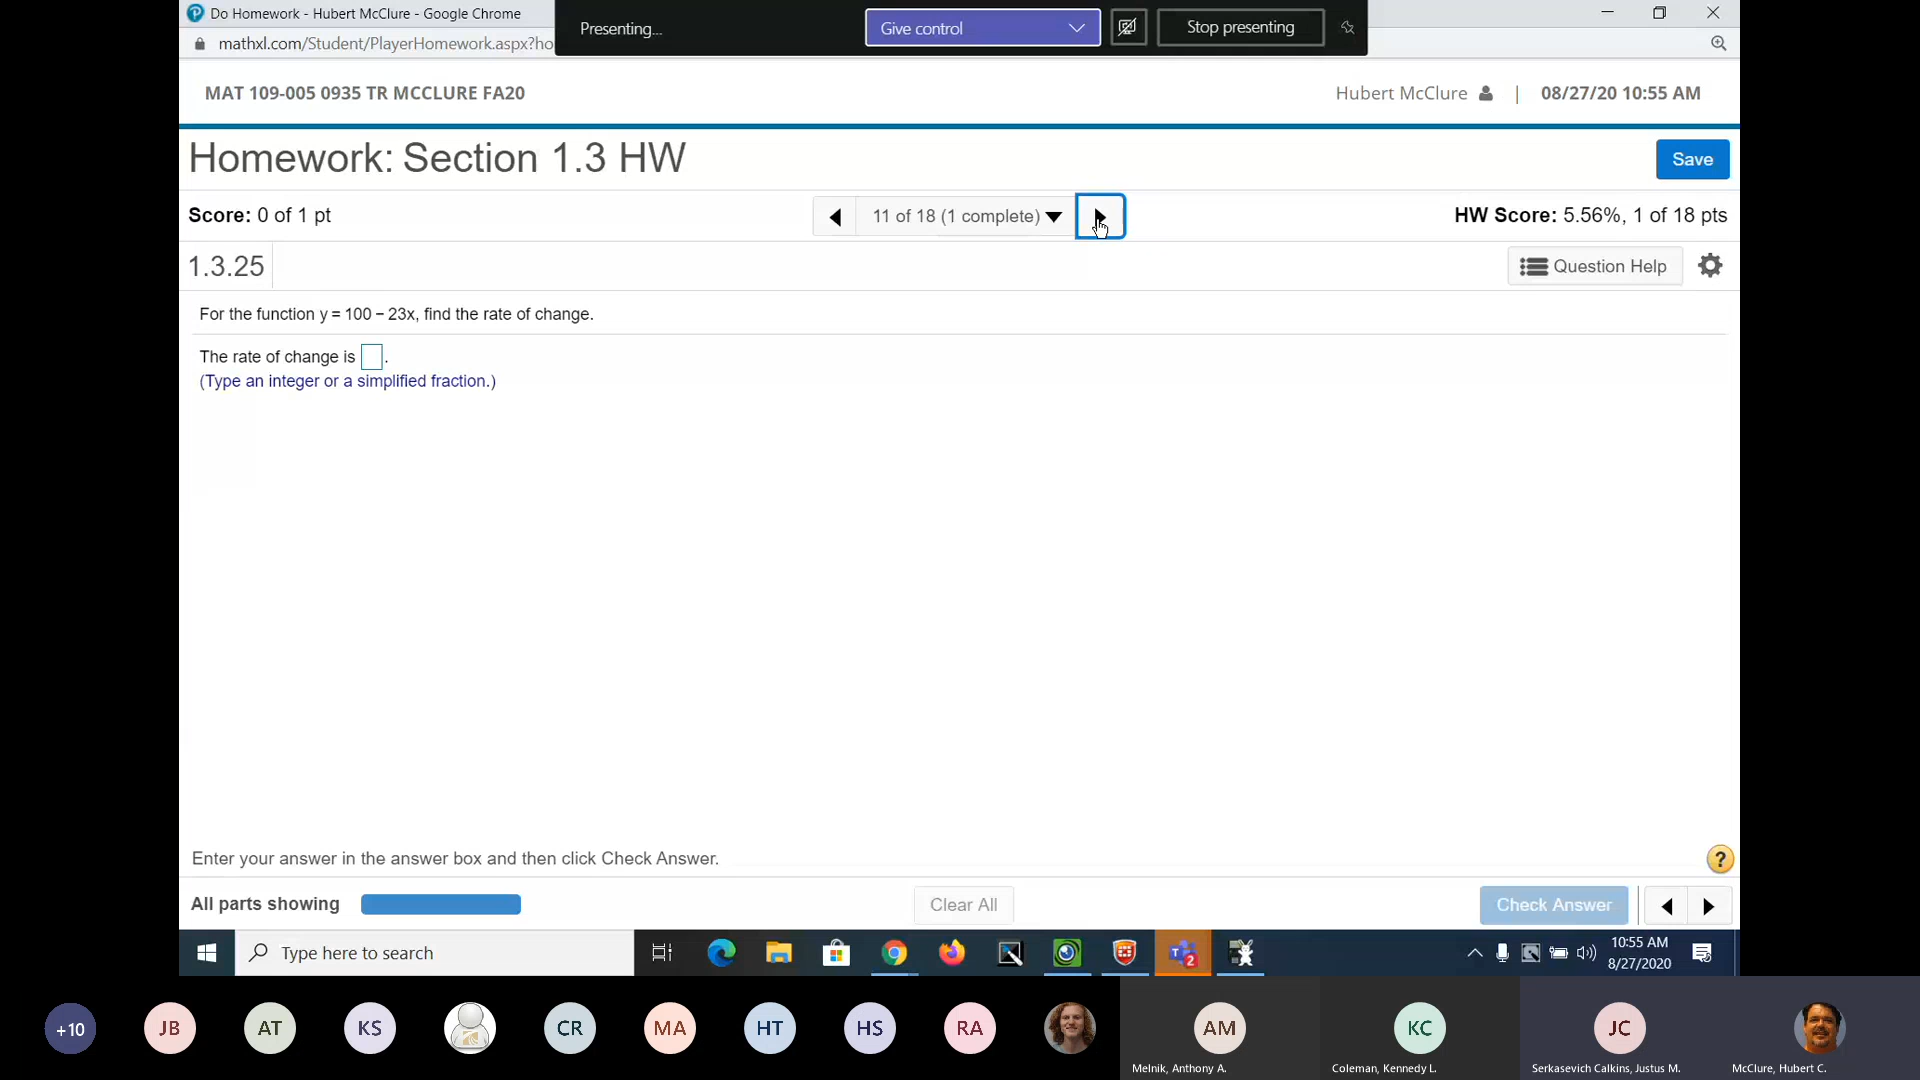 Do Homework - Hubert McClure - Google Chrome
Presenting...
Give control
Stop presenting
mathxl.com/Student/PlayerHomework.aspx?ho
MAT 109-005 0935 TR MCCLURE FA20
Hubert McClure | 08/27/20 10:55 AM
Homework: Section 1.3 HW
Save
Score: 0 of 1 pt
11 of 18 (1 complete)
HW Score: 5.56%, 1 of 18 pts
1.3.25
Question Help
For the function y = 100 − 23x, find the rate of change.
The rate of change is .
(Type an integer or a simplified fraction.)
Enter your answer in the answer box and then click Check Answer.
?
All parts showing
Clear All
Check Answer
Type here to search
2
10:55 AM
8/27/2020
+10
JB
AT
KS
CR
MA
HT
HS
RA
AM
KC
JC
Melnik, Anthony A.
Coleman, Kennedy L.
Serkasevich Calkins, Justus M.
McClure, Hubert C.